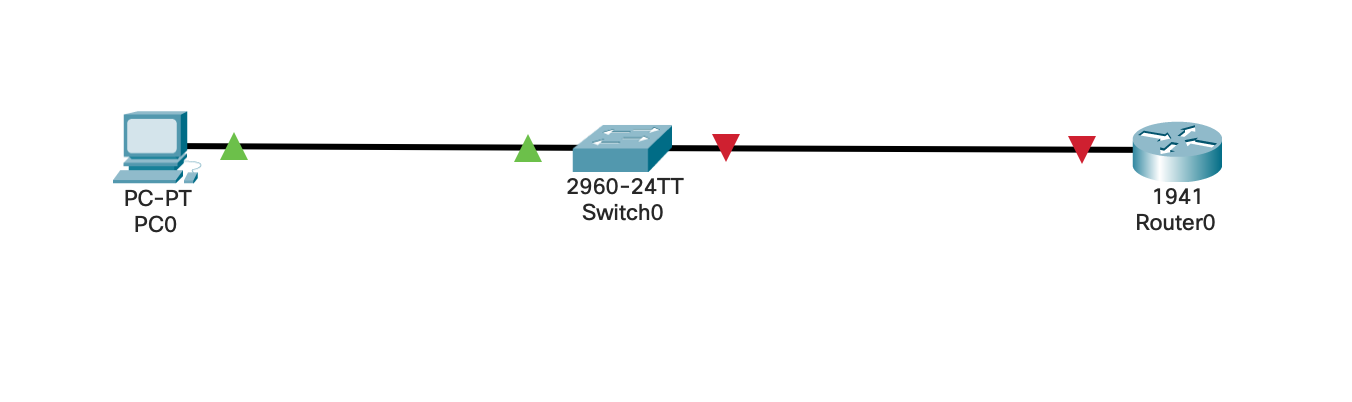 PC-PT
PC0
2960-24TT
Switch0
1941
Router0